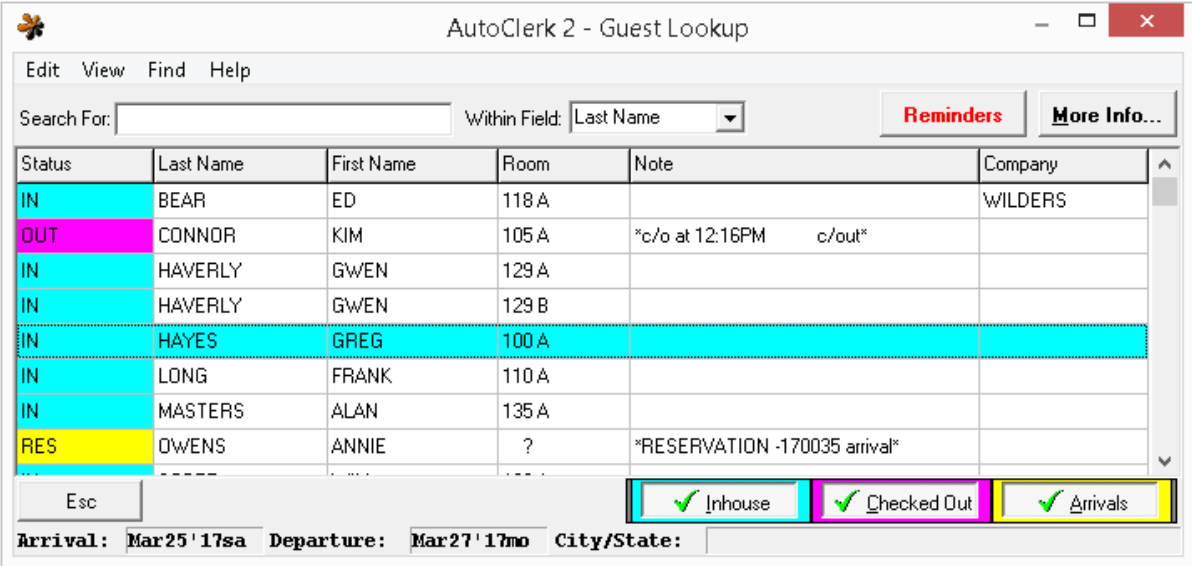 AutoClerk 2 - Guest Lookup
Edit View Find Help
Search For: Within Field: Last Name Reminders More Info...
Status Last Name First Name Room Note Company
IN BEAR ED 118 A WILDERS
OUT CONNOR KIM 105 A *c/o at 12:16PM c/out*
IN HAVERLY GWEN 129 A
IN HAVERLY GWEN 129 B
IN HAYES GREG 100 A
IN LONG FRANK 110 A
IN MASTERS ALAN 135 A
RES OWENS ANNIE ? *RESERVATION -170035 arrival*
Esc Inhouse Checked Out Arrivals
Arrival: Mar25'17sa Departure: Mar27'17mo City/State: